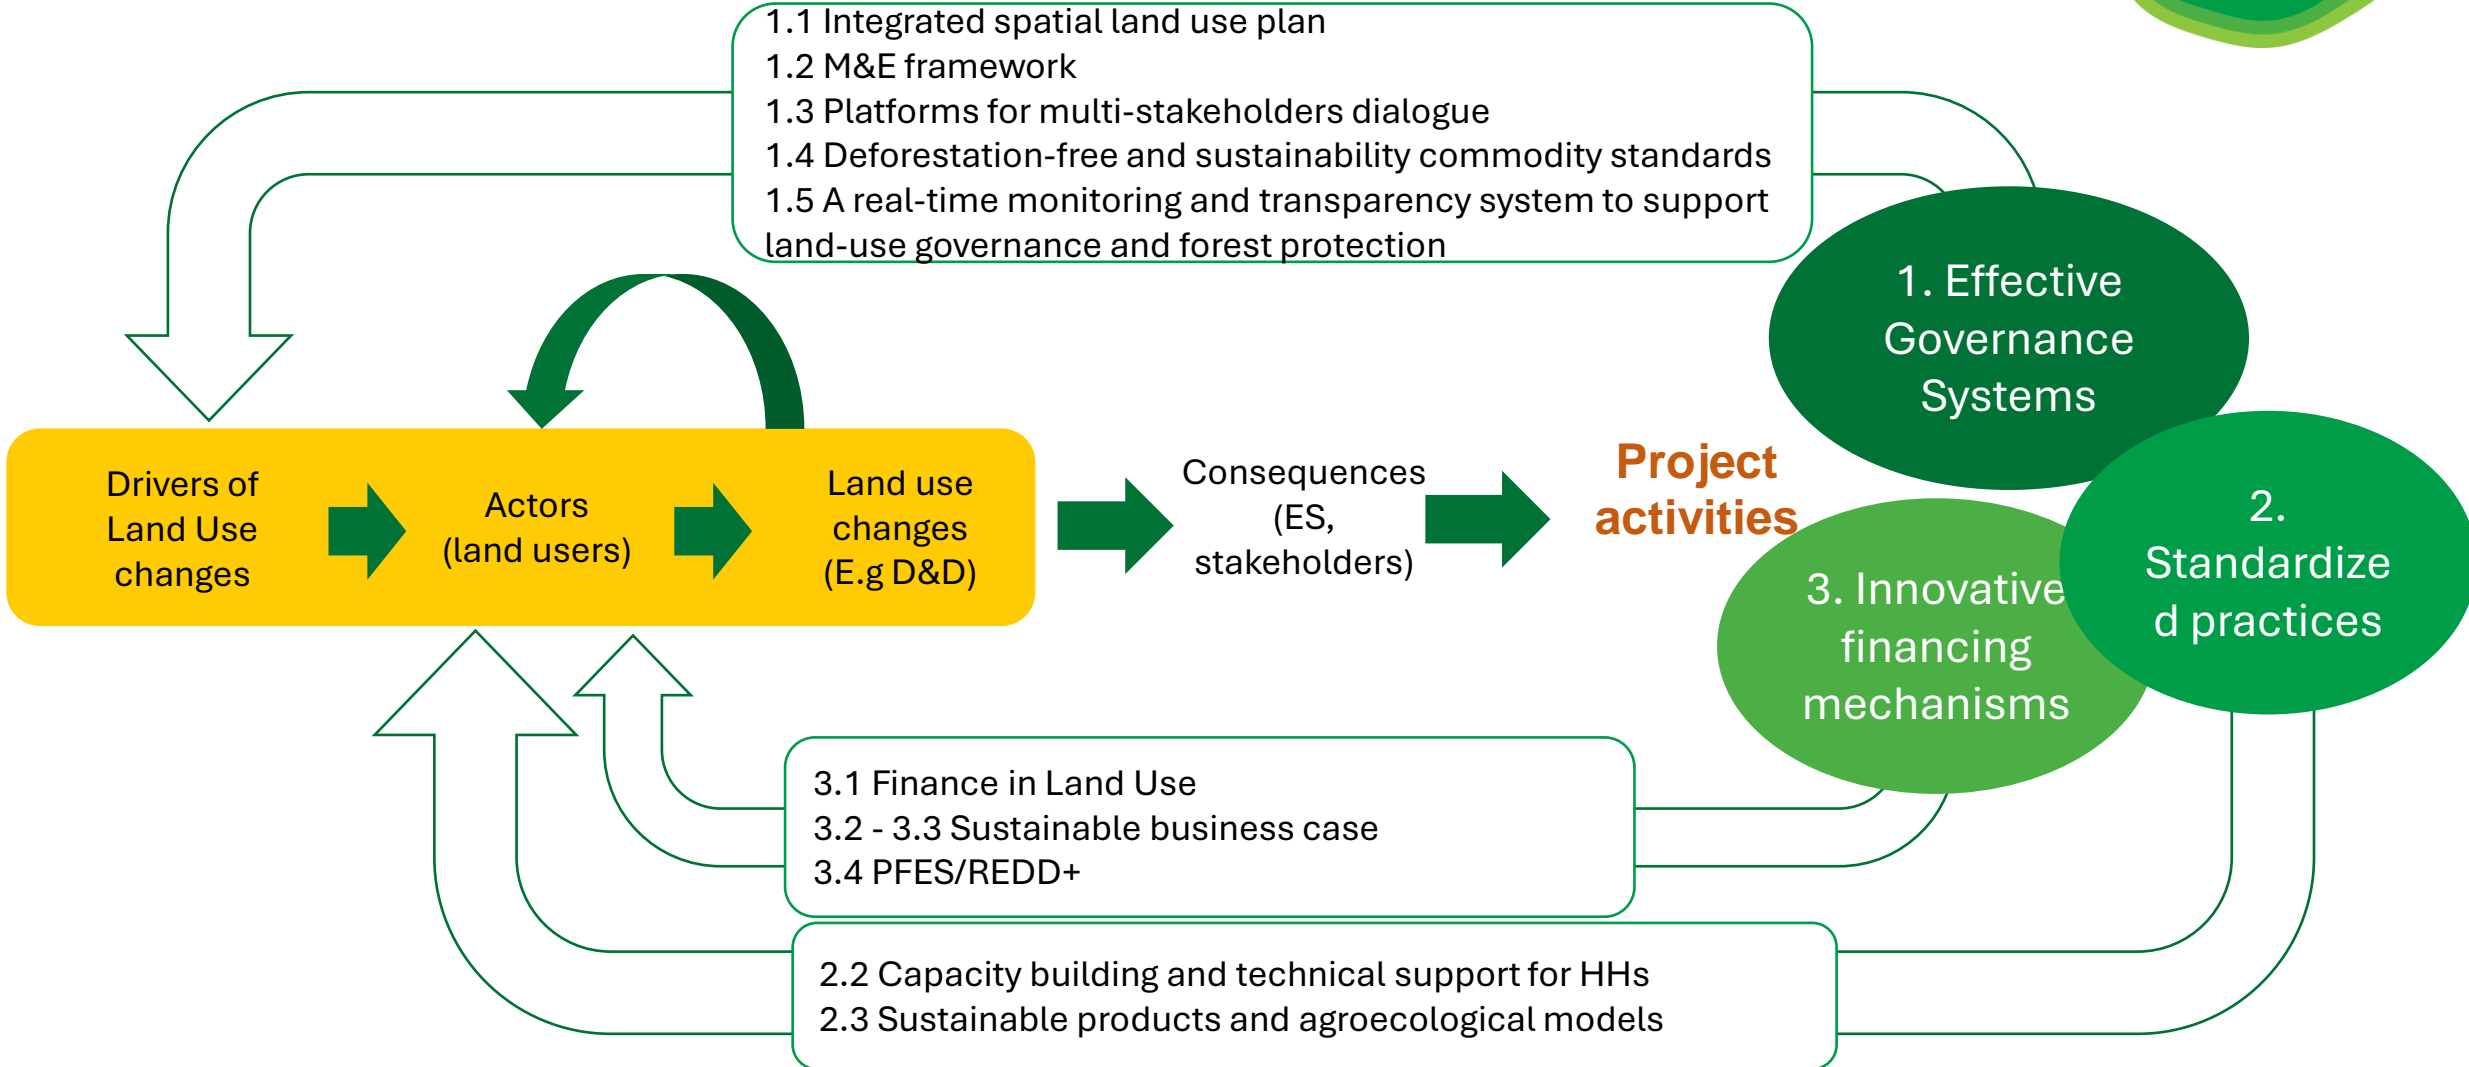 1.1 Integrated spatial land use plan
1.2 M&E framework
1.3 Platforms for multi-stakeholders dialogue
1.4 Deforestation-free and sustainability commodity standards
1.5 A real-time monitoring and transparency system to support
land-use governance and forest protection
1. Effective
Governance
Systems
Drivers of
Land Use
changes
Actors
(land users)
Land use
changes
(E.g D&D)
Consequences
(ES,
stakeholders)
Project
activities
2.
Standardize
d practices
3. Innovative
financing
mechanisms
3.1 Finance in Land Use
3.2 - 3.3 Sustainable business case
3.4 PFES/REDD+
2.2 Capacity building and technical support for HHs
2.3 Sustainable products and agroecological models